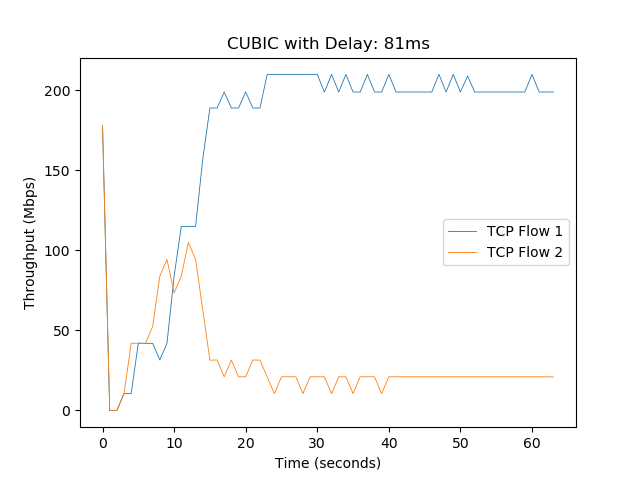 CUBIC with Delay: 81ms
200
150
100
50
0
Throughput (Mbps)
TCP Flow 1
TCP Flow 2
0 10 20 30 40 50 60
Time (seconds)